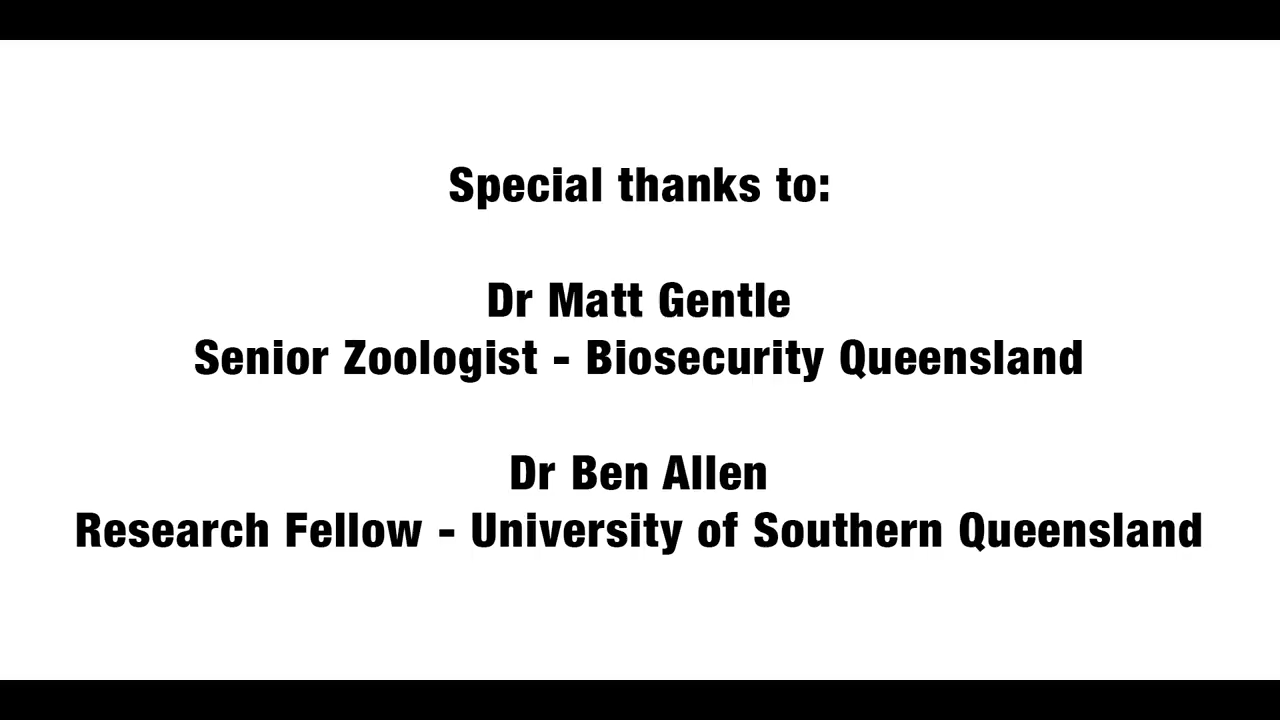 Special thanks to:
Dr Matt Gentle
Senior Zoologist - Biosecurity Queensland
Dr Ben Allen
Research Fellow - University of Southern Queensland